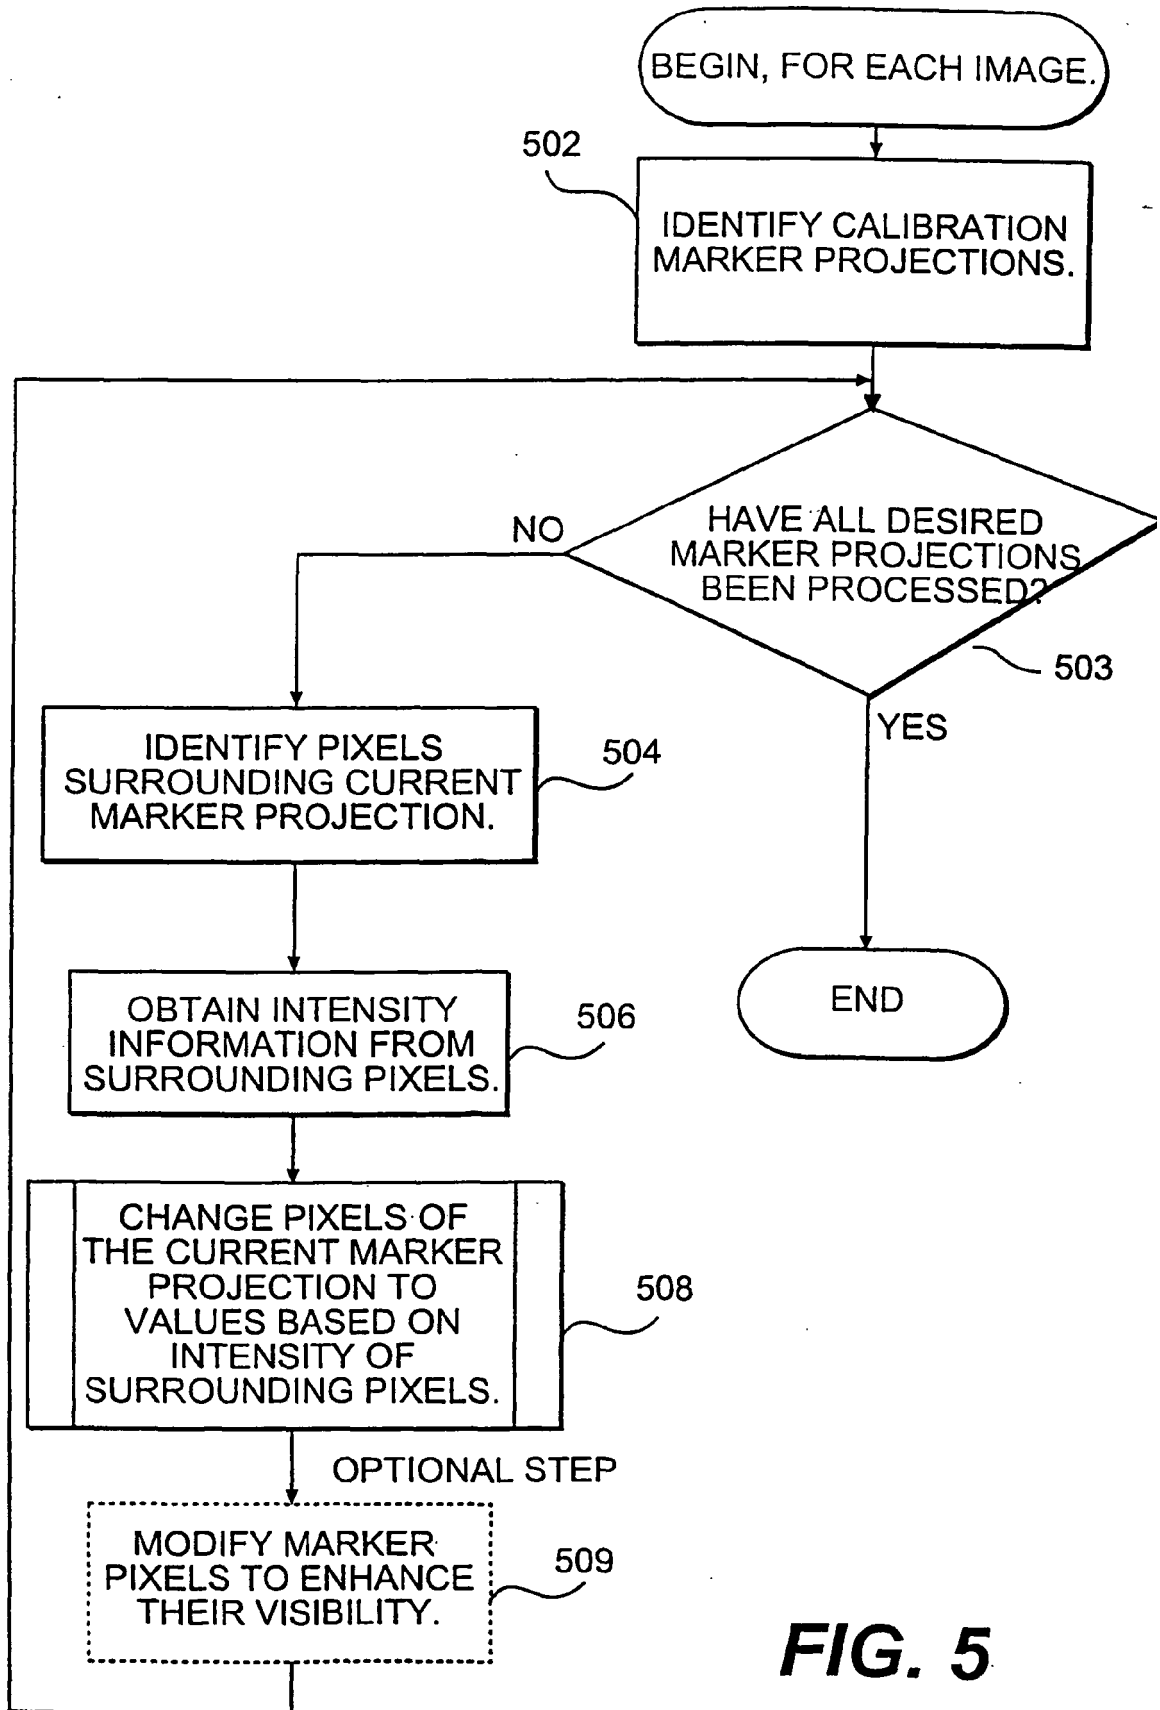 BEGIN, FOR EACH IMAGE.
502
IDENTIFY CALIBRATION
MARKER PROJECTIONS.
NO
HAVE ALL DESIRED
MARKER PROJECTIONS
BEEN PROCESSED?
503
YES
IDENTIFY PIXELS
SURROUNDING CURRENT
MARKER PROJECTION.
504
END
OBTAIN INTENSITY
INFORMATION FROM
SURROUNDING PIXELS.
506
CHANGE PIXELS OF
THE CURRENT MARKER
PROJECTION TO
VALUES BASED ON
INTENSITY OF
SURROUNDING PIXELS.
508
OPTIONAL STEP
MODIFY MARKER
PIXELS TO ENHANCE
THEIR VISIBILITY.
509
FIG. 5